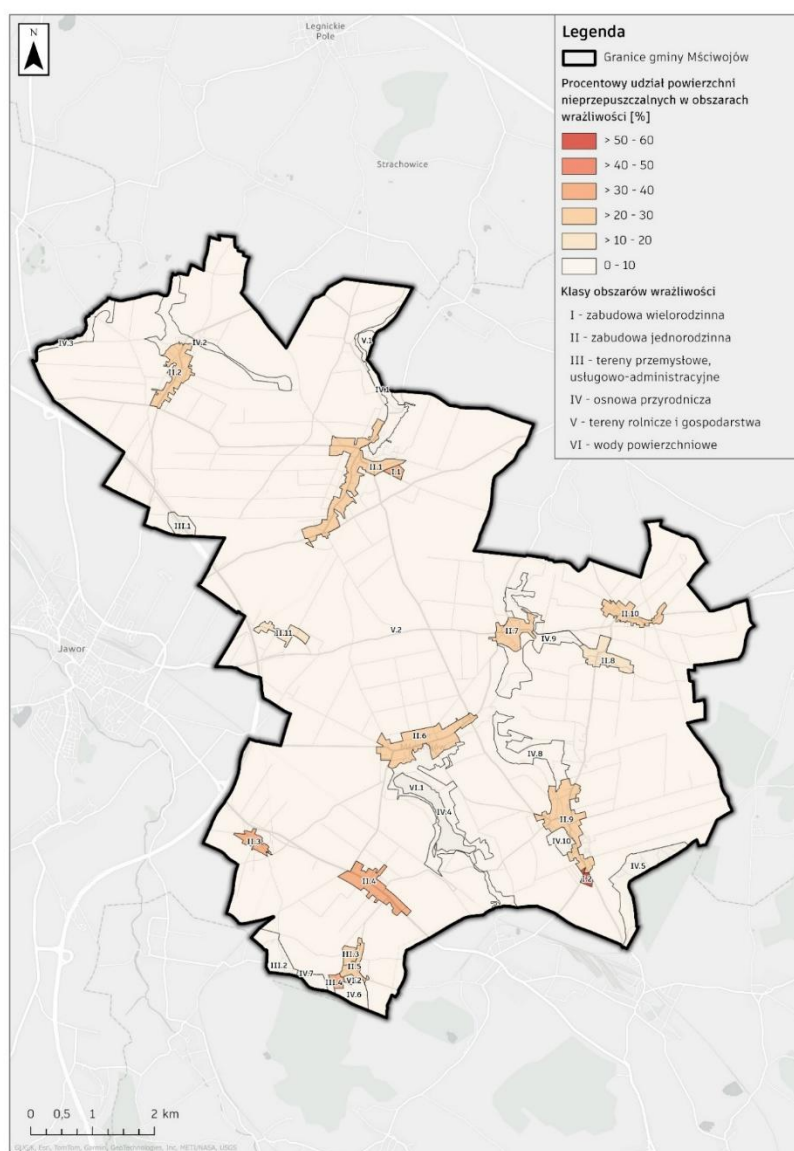 N
Legnickie
Pole
Strachowice
Jawor
Legenda
Granice gminy Mściwojów
Procentowy udział powierzchni
nieprzepuszczalnych w obszarach
wrażliwości [%]
> 50 - 60
> 40 - 50
> 30 - 40
> 20 - 30
> 10 - 20
0 - 10
Klasy obszarów wrażliwości
I - zabudowa wielorodzinna
II - zabudowa jednorodzinna
III - tereny przemysłowe,
usługowo-administracyjne
IV - osnowa przyrodnicza
V - tereny rolnicze i gospodarstwa
VI - wody powierzchniowe
IV.3
IV.2
II.2
V.1
IV.1
II.1
I.1
III.1
II.11
V.2
II.7
IV.9
II.10
II.8
II.6
IV.8
VI.1
IV.4
II.9
IV.10
I.2
IV.5
II.3
II.4
III.3
II.5
III.2
IV.7
III.4
VI.2
IV.6
0 0,5 1 2 km